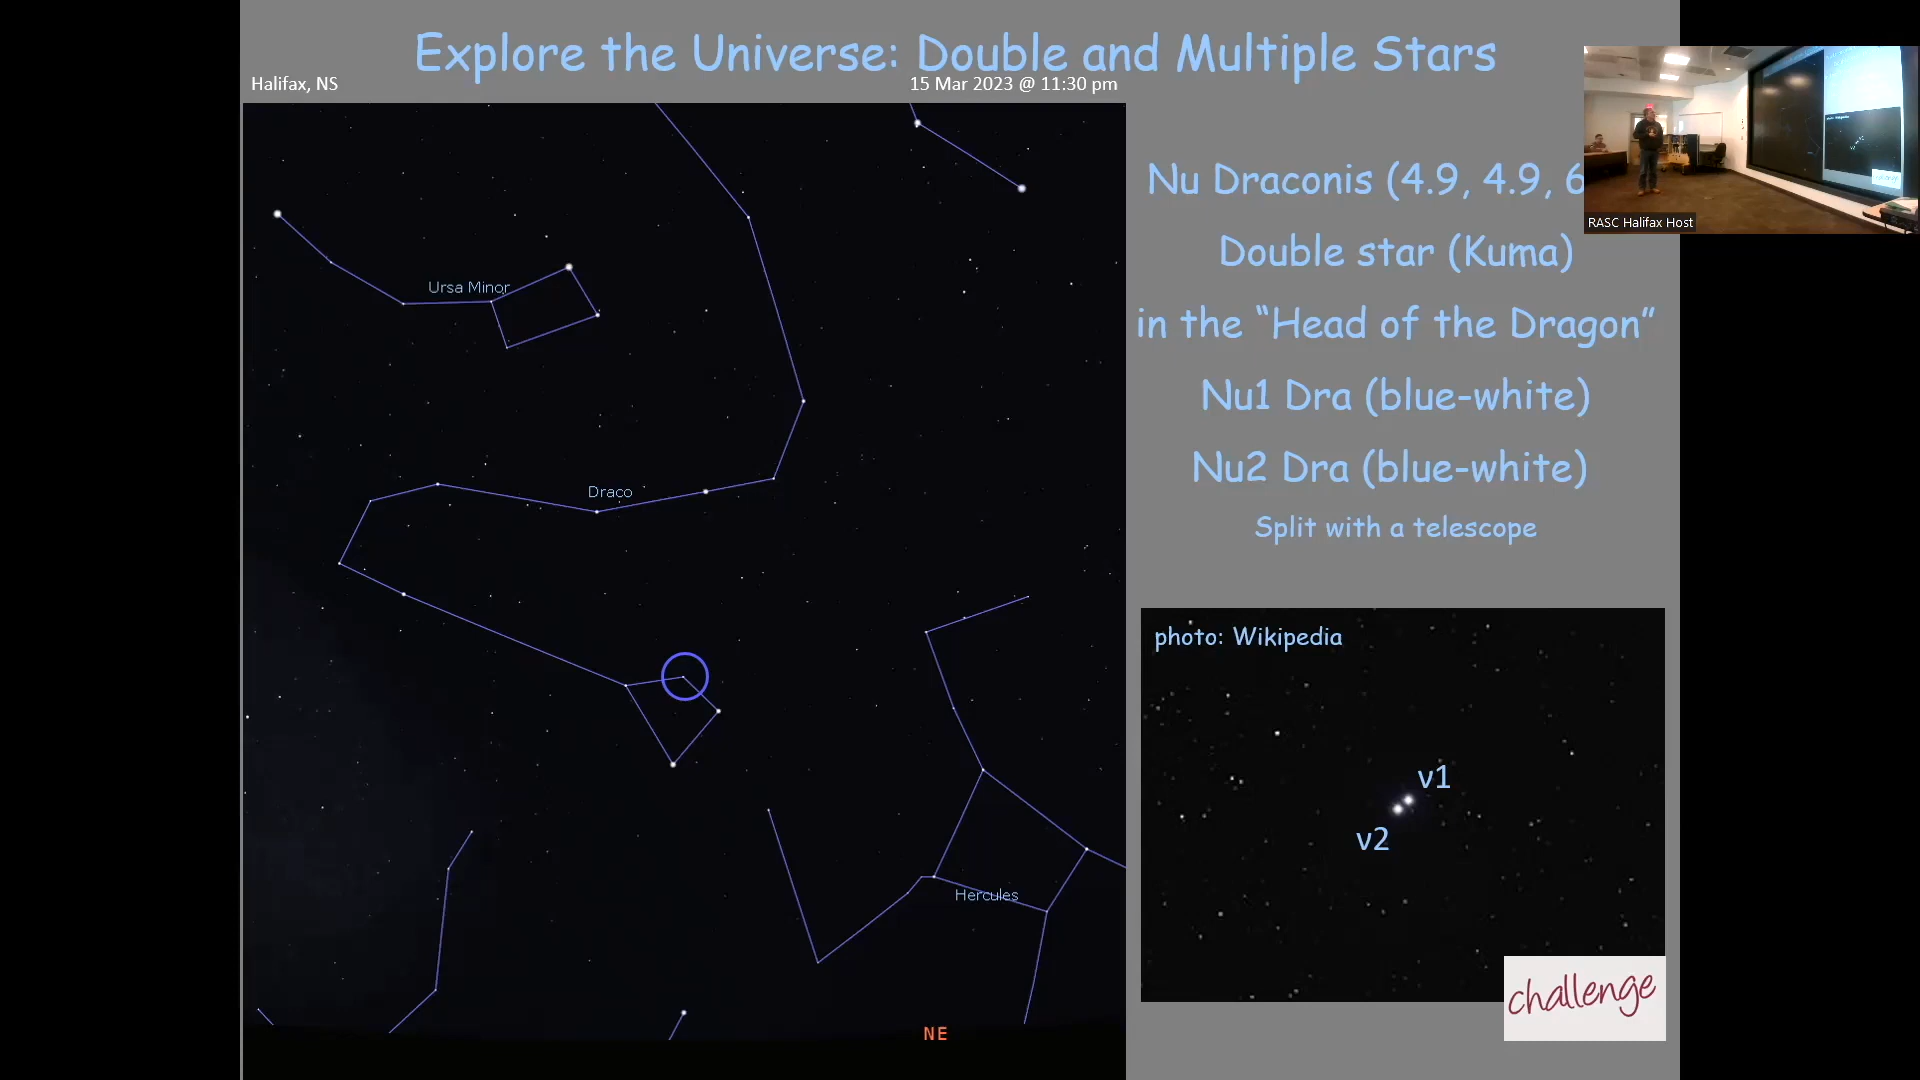 Explore the Universe: Double and Multiple Stars
Halifax, NS
15 Mar 2023 @ 11:30 pm
Nu Draconis (4.9, 4.9, 6
RASC Halifax Host
Double star (Kuma)
in the “Head of the Dragon”
Nu1 Dra (blue-white)
Nu2 Dra (blue-white)
Split with a telescope
Ursa Minor
Draco
Hercules
NE
photo: Wikipedia
ν1
ν2
challenge